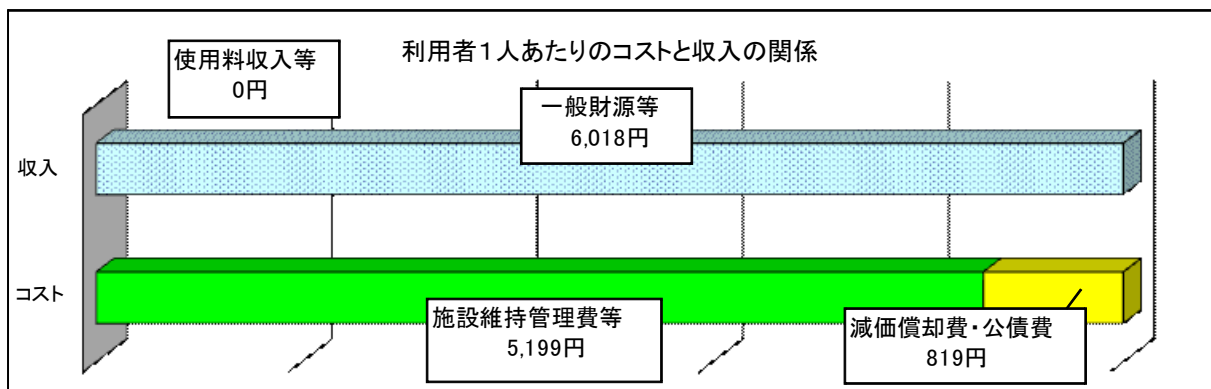 利用者１人あたりのコストと収入の関係
使用料収入等
0円
一般財源等
6,018円
収入
コスト
施設維持管理費等
5,199円
減価償却費・公債費
819円